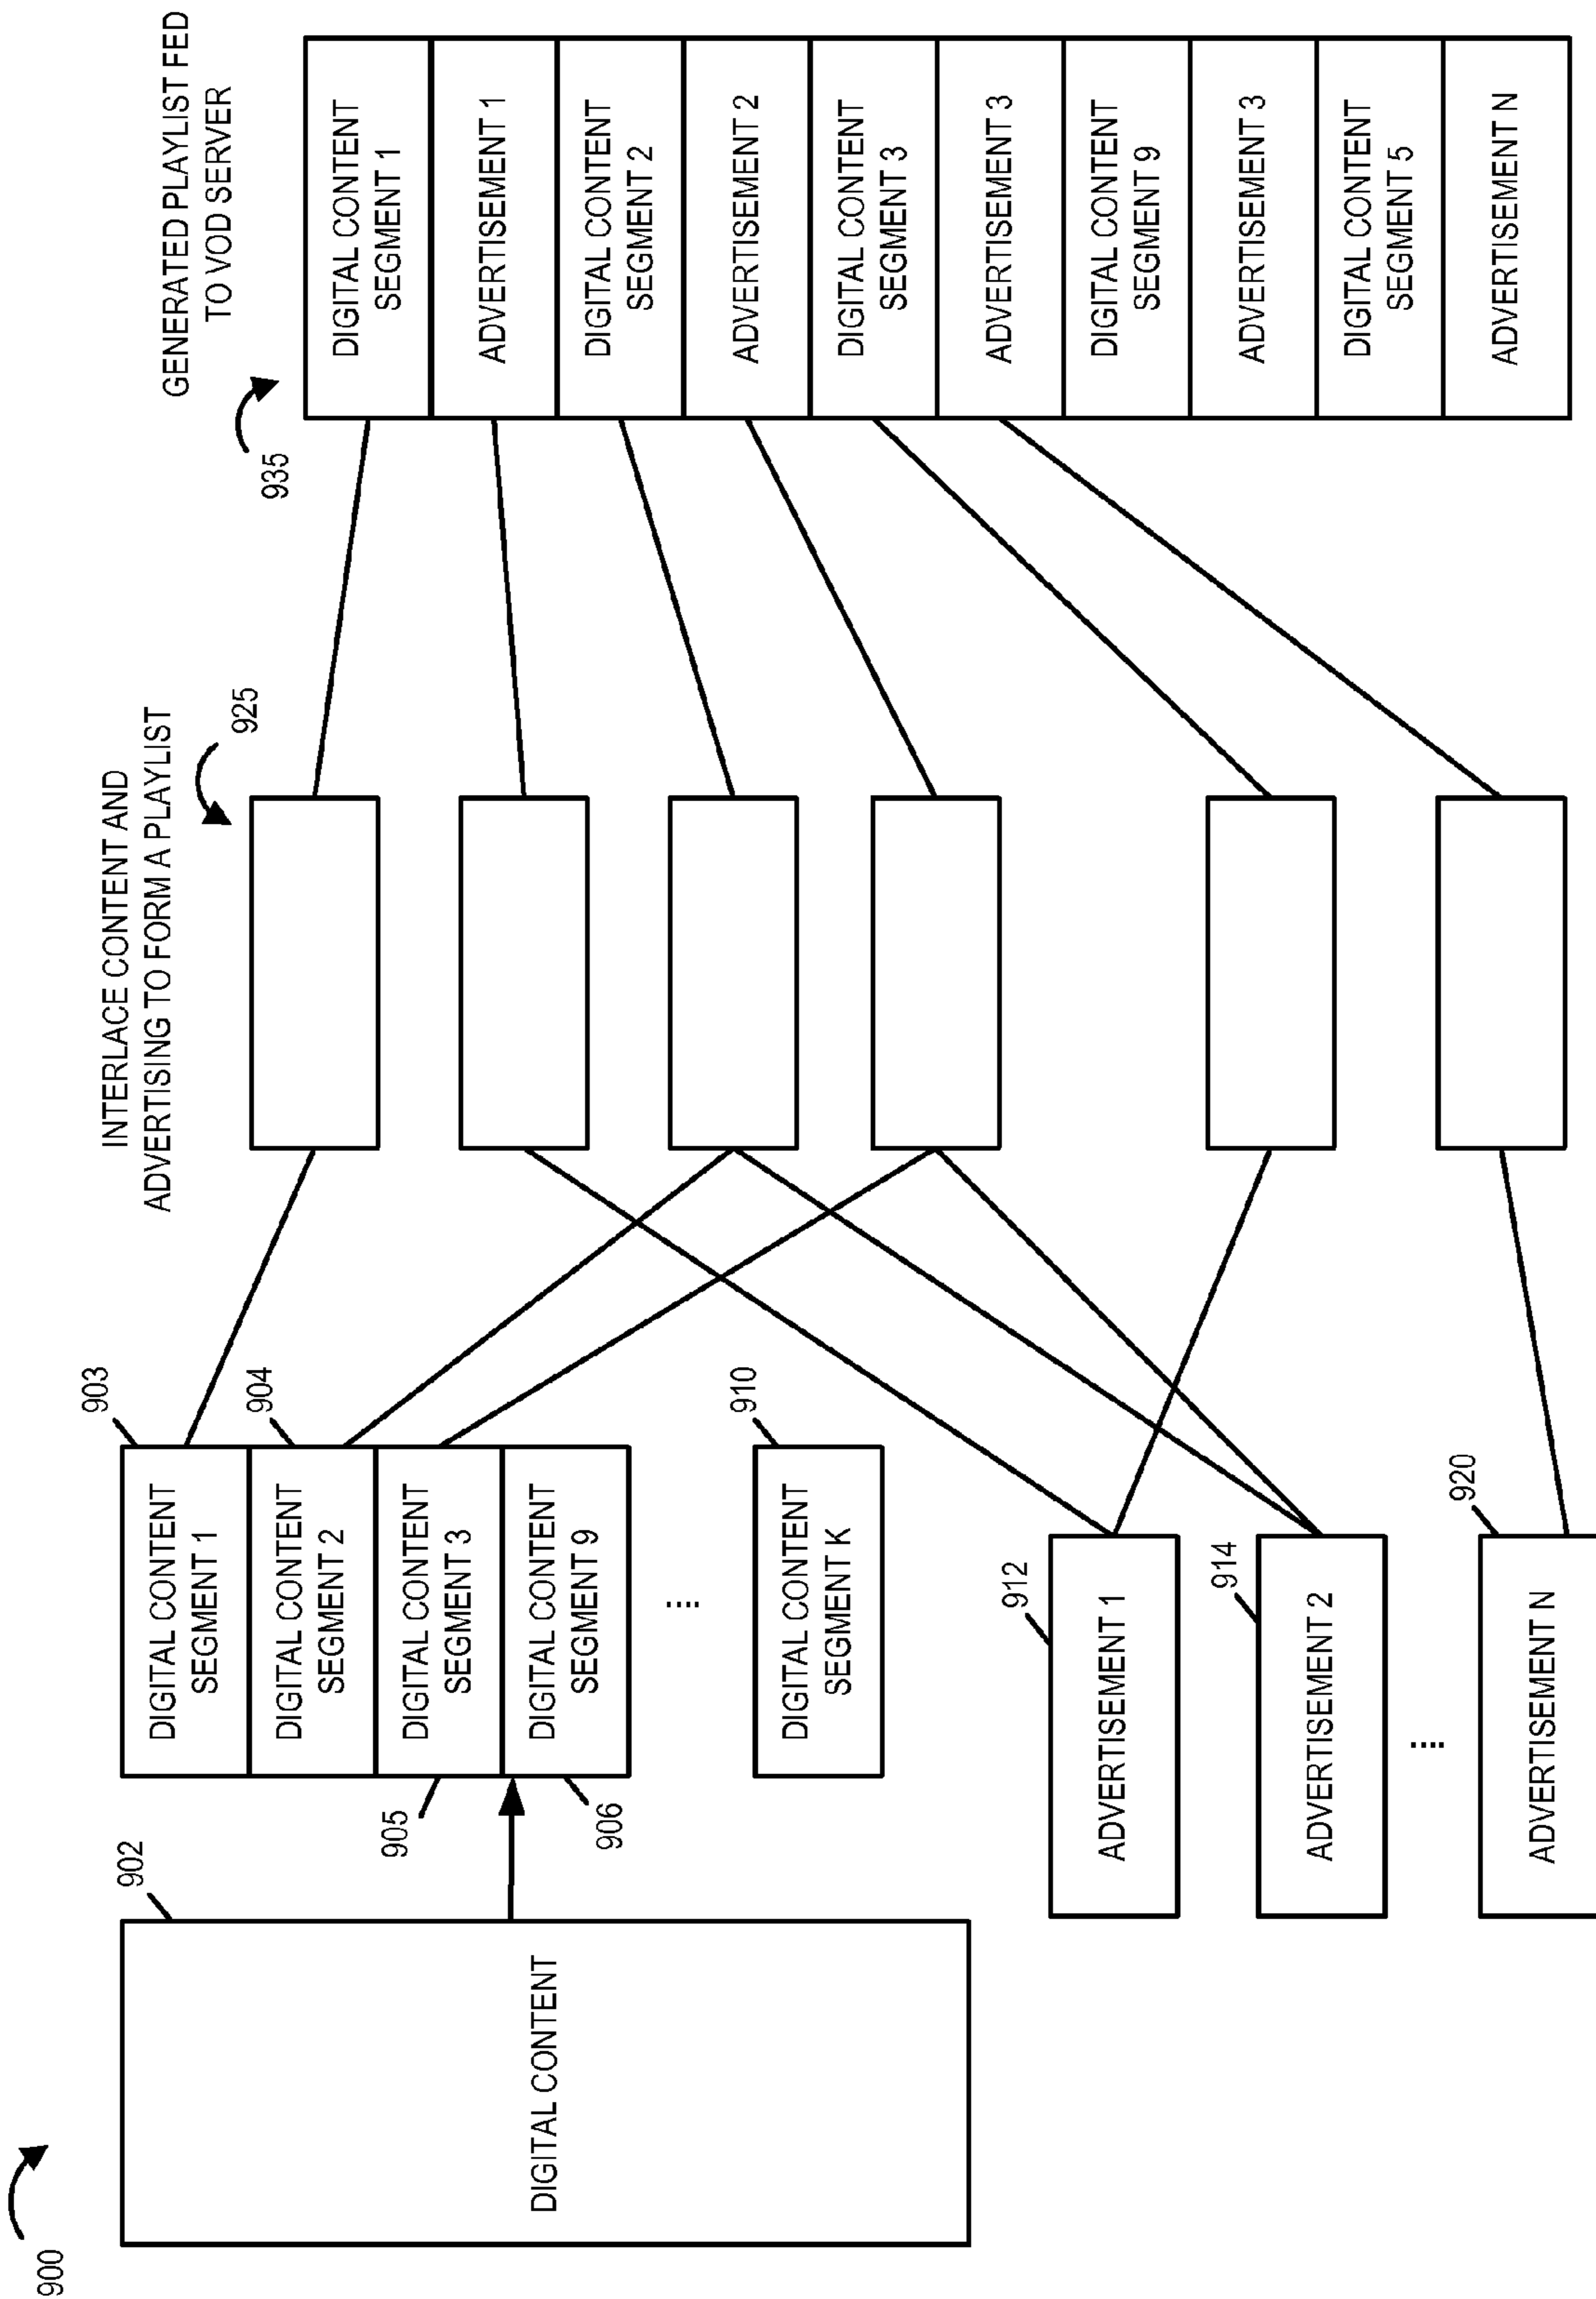 900
902
DIGITAL CONTENT
903
DIGITAL CONTENT
SEGMENT 1
904
DIGITAL CONTENT
SEGMENT 2
905
DIGITAL CONTENT
SEGMENT 3
906
DIGITAL CONTENT
SEGMENT 9
....
910
DIGITAL CONTENT
SEGMENT K
912
ADVERTISEMENT 1
914
ADVERTISEMENT 2
....
920
ADVERTISEMENT N
INTERLACE CONTENT AND
ADVERTISING TO FORM A PLAYLIST
925
GENERATED PLAYLIST FED
TO VOD SERVER
935
DIGITAL CONTENT
SEGMENT 1
ADVERTISEMENT 1
DIGITAL CONTENT
SEGMENT 2
ADVERTISEMENT 2
DIGITAL CONTENT
SEGMENT 3
ADVERTISEMENT 3
DIGITAL CONTENT
SEGMENT 9
ADVERTISEMENT 3
DIGITAL CONTENT
SEGMENT 5
ADVERTISEMENT N